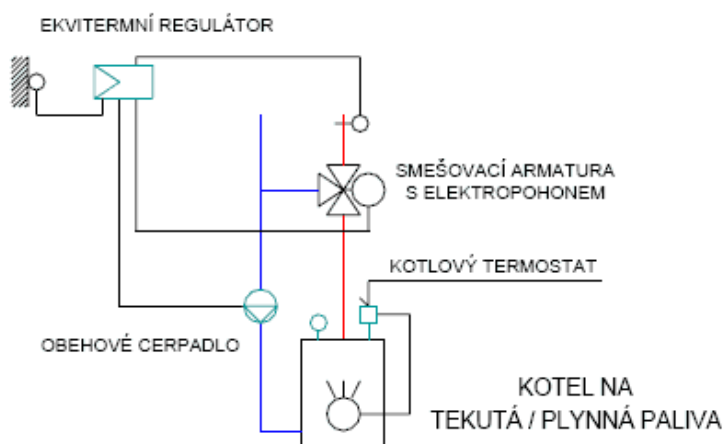 EKVITERMNÍ REGULÁTOR
SMEŠOVACÍ ARMATURA
S ELEKTROPOHONEM
KOTLOVÝ TERMOSTAT
OBEHOVÉ CERPADLO
KOTEL NA
TEKUTÁ / PLYNNÁ PALIVA